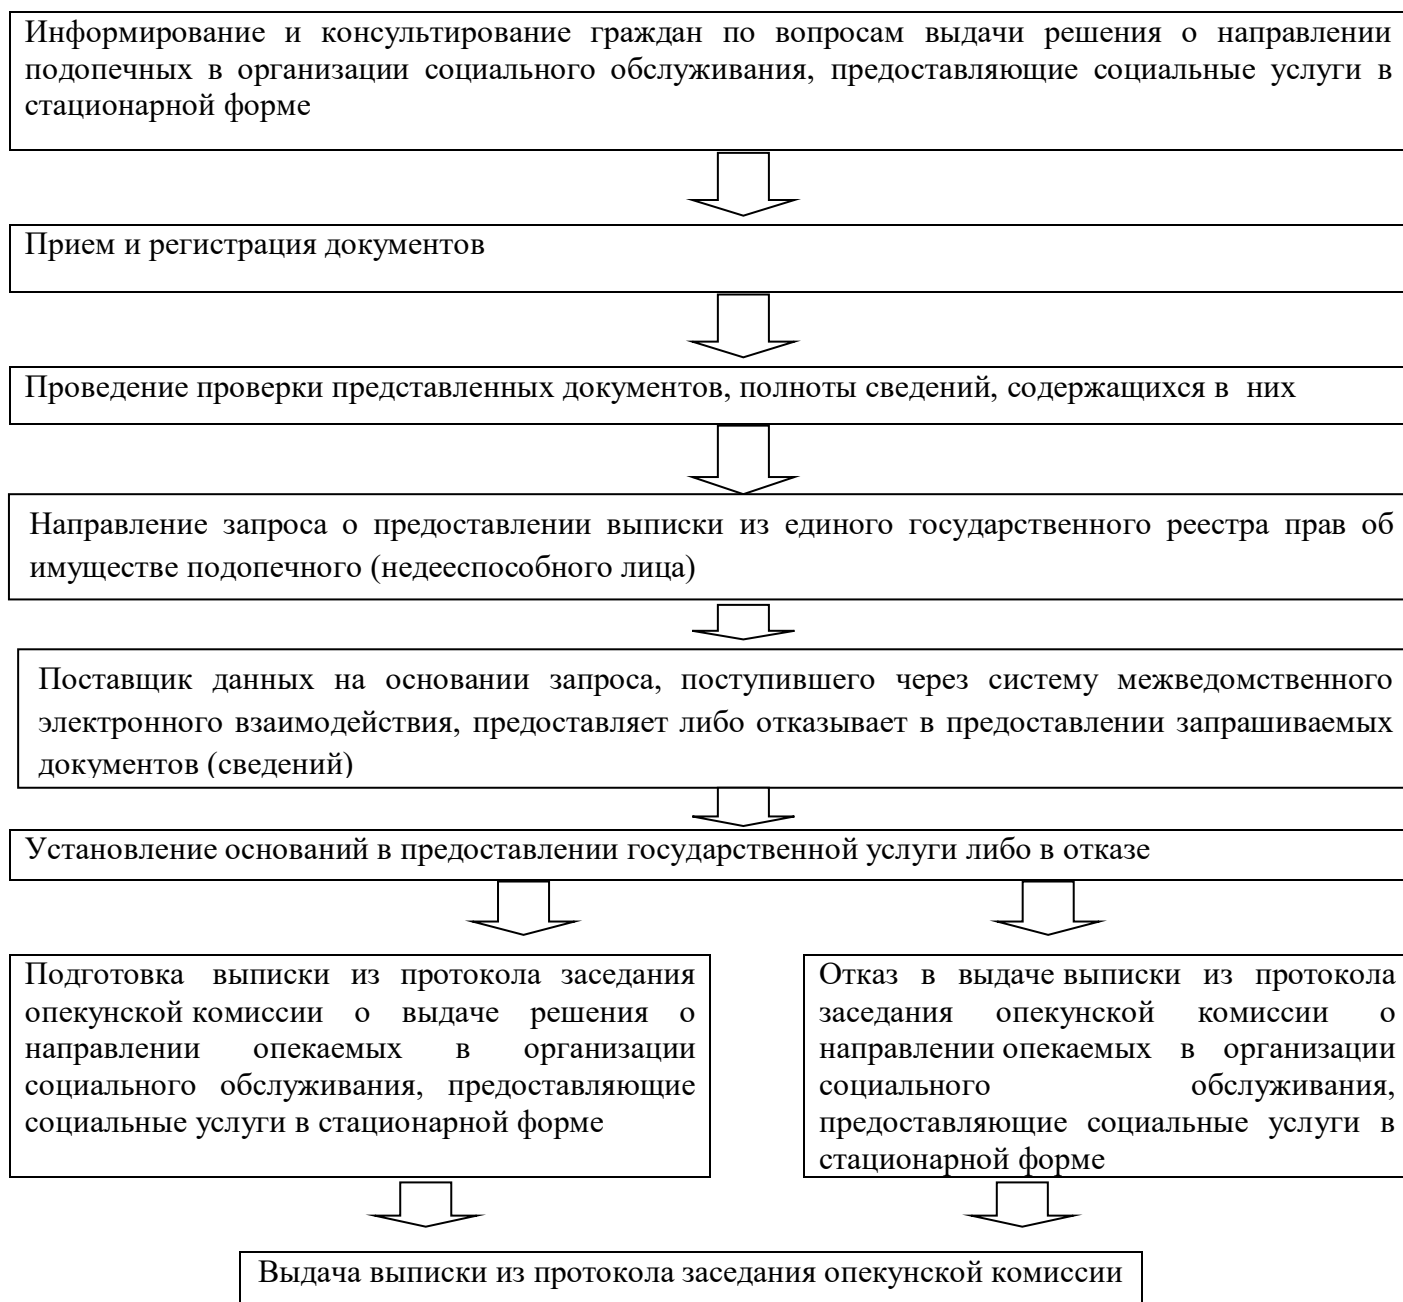 Информирование и консультирование граждан по вопросам выдачи решения о направлении
подопечных в организации социального обслуживания, предоставляющие социальные услуги в
стационарной форме
Прием и регистрация документов
Проведение проверки представленных документов, полноты сведений, содержащихся в них
Направление запроса о предоставлении выписки из единого государственного реестра прав об
имуществе подопечного (недееспособного лица)
Поставщик данных на основании запроса, поступившего через систему межведомственного
электронного взаимодействия, предоставляет либо отказывает в предоставлении запрашиваемых
документов (сведений)
Установление оснований в предоставлении государственной услуги либо в отказе
Подготовка выписки из протокола заседания
опекунской комиссии о выдаче решения о
направлении опекаемых в организации
социального обслуживания, предоставляющие
социальные услуги в стационарной форме
Отказ в выдаче выписки из протокола
заседания опекунской комиссии о
направлении опекаемых в организации
социального обслуживания,
предоставляющие социальные услуги в
стационарной форме
Выдача выписки из протокола заседания опекунской комиссии